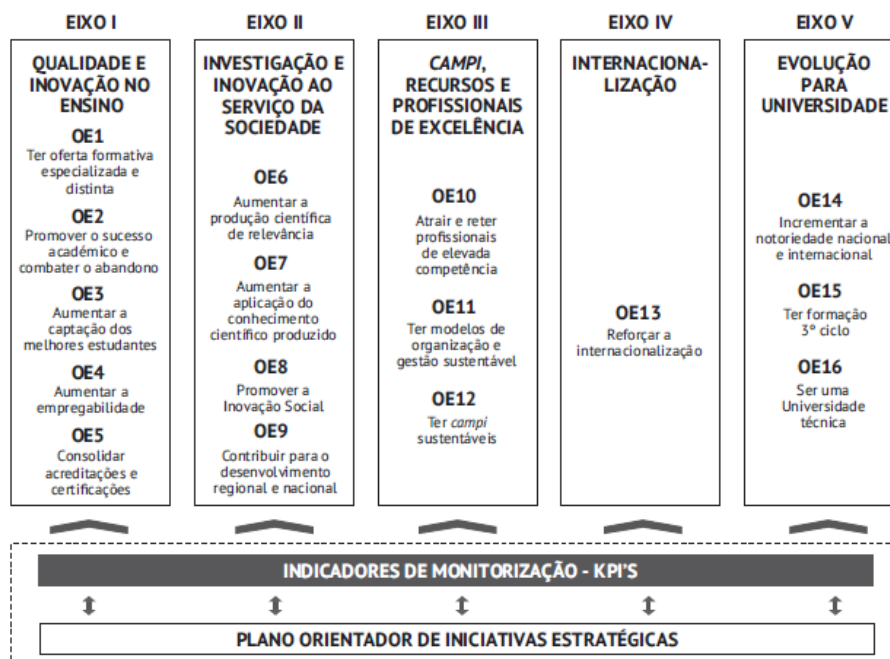 EIXO I
QUALIDADE E
INOVAÇÃO NO
ENSINO
OE1
Ter oferta formativa
especializada e
distinta
OE2
Promover o sucesso
académico e
combater o abandono
OE3
Aumentar a
captação dos
melhores estudantes
OE4
Aumentar a
empregabilidade
OE5
Consolidar
acreditações e
certificações
EIXO II
INVESTIGAÇÃO E
INOVAÇÃO AO
SERVIÇO DA
SOCIEDADE
OE6
Aumentar a
produção científica
de relevância
OE7
Aumentar a
aplicação do
conhecimento
científico produzido
OE8
Promover a
Inovação Social
OE9
Contribuir para o
desenvolvimento
regional e nacional
EIXO III
CAMPI,
RECURSOS E
PROFISSIONAIS
DE EXCELÊNCIA
OE10
Atrair e reter
profissionais
de elevada
competência
OE11
Ter modelos de
organização e
gestão sustentável
OE12
Ter campi
sustentáveis
EIXO IV
INTERNACIONA-
LIZAÇÃO
OE13
Reforçar a
internacionalização
EIXO V
EVOLUÇÃO
PARA
UNIVERSIDADE
OE14
Incrementar a
notoriedade nacional
e internacional
OE15
Ter formação
3º ciclo
OE16
Ser uma
Universidade
técnica
INDICADORES DE MONITORIZAÇÃO - KPI'S
PLANO ORIENTADOR DE INICIATIVAS ESTRATÉGICAS